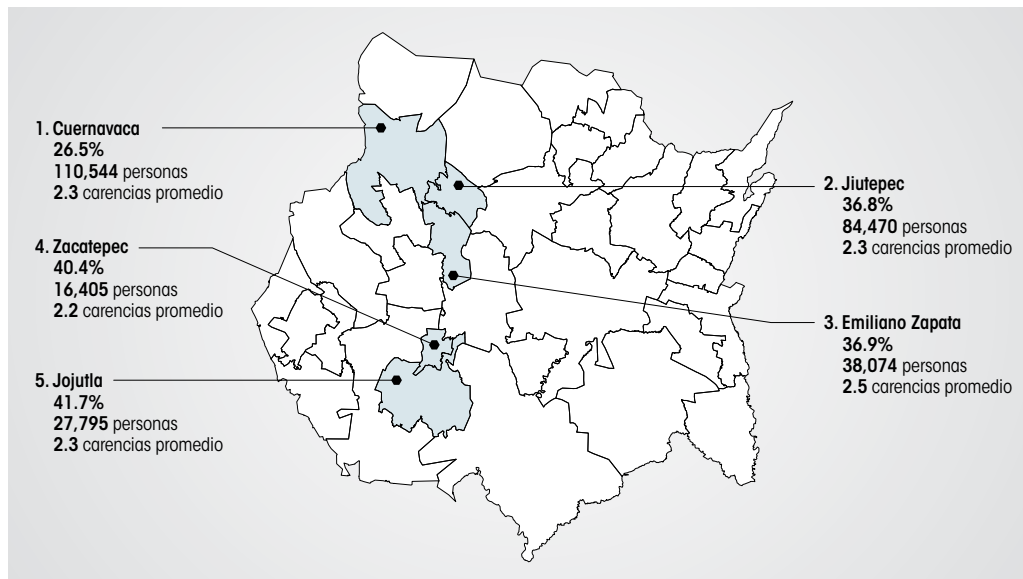 1. Cuernavaca
26.5%
110,544 personas
2.3 carencias promedio
2. Jiutepec
36.8%
84,470 personas
2.3 carencias promedio
3. Emiliano Zapata
36.9%
38,074 personas
2.5 carencias promedio
4. Zacatepec
40.4%
16,405 personas
2.2 carencias promedio
5. Jojutla
41.7%
27,795 personas
2.3 carencias promedio